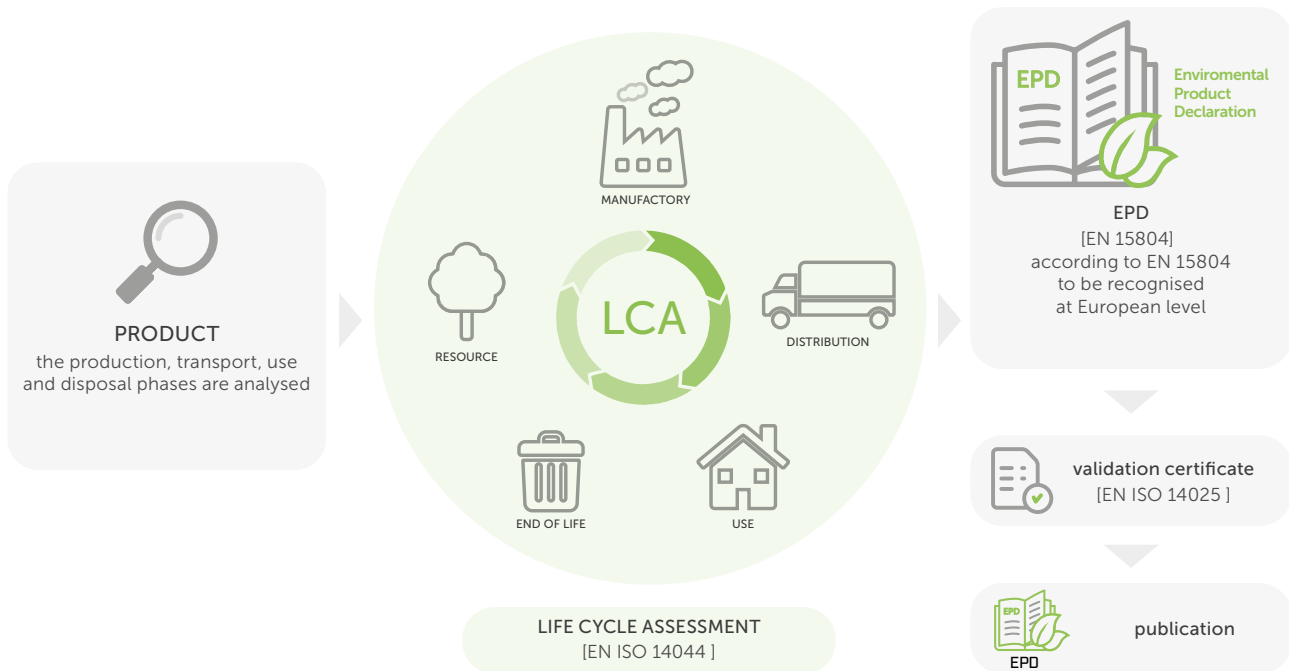 PRODUCT
the production, transport, use
and disposal phases are analysed
MANUFACTORY
RESOURCE
LCA
DISTRIBUTION
END OF LIFE
USE
LIFE CYCLE ASSESSMENT
[EN ISO 14044 ]
EPD
Enviromental
Product
Declaration
EPD
[EN 15804]
according to EN 15804
to be recognised
at European level
validation certificate
[EN ISO 14025 ]
EPD
EPD
publication